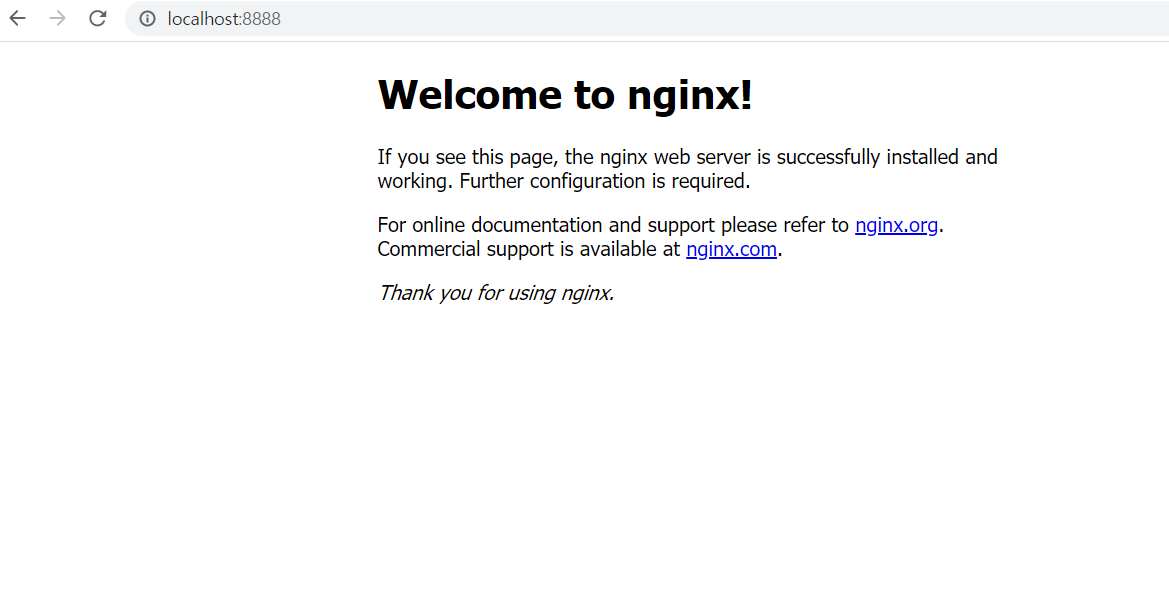 localhost:8888
Welcome to nginx!
If you see this page, the nginx web server is successfully installed and
working. Further configuration is required.
For online documentation and support please refer to nginx.org.
Commercial support is available at nginx.com.
Thank you for using nginx.